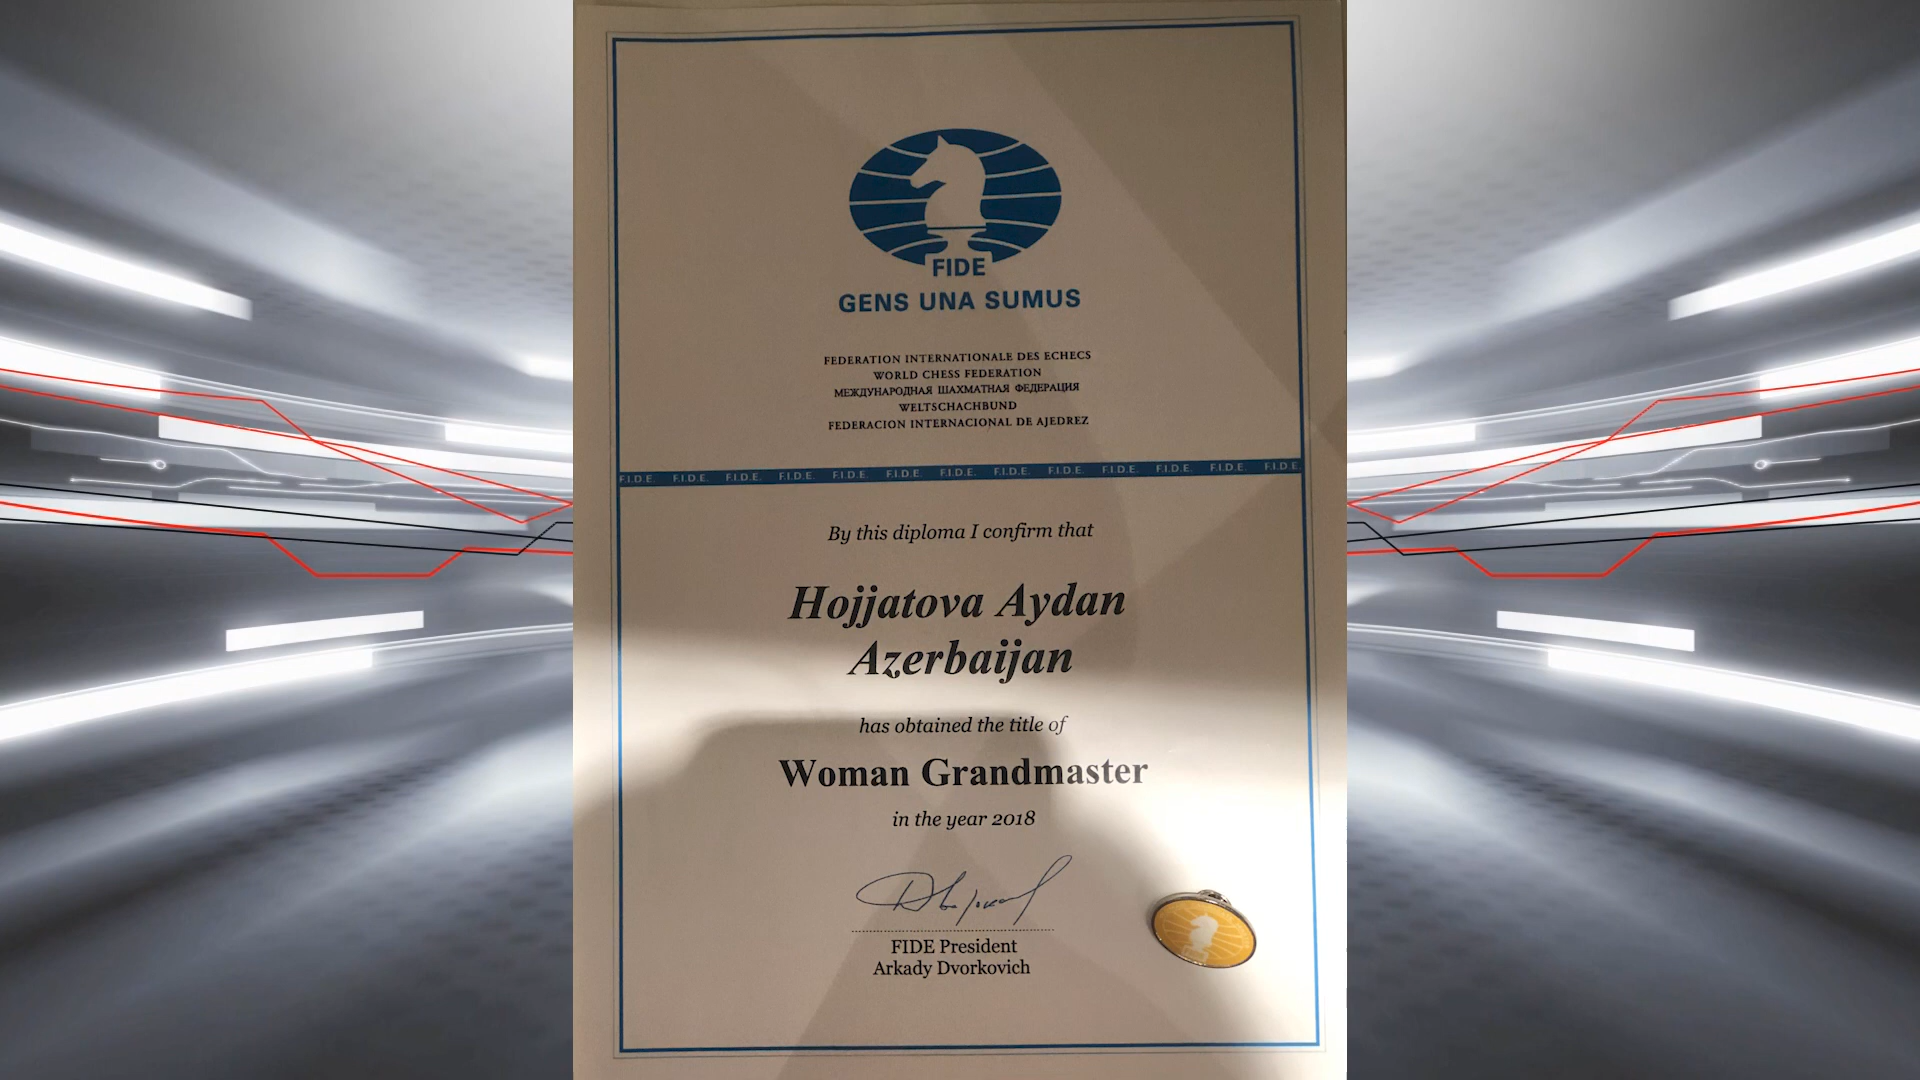 FIDE
GENS UNA SUMUS
FEDERATION INTERNATIONALE DES ECHECS
WORLD CHESS FEDERATION
МЕЖДУНАРОДНАЯ ШАХМАТНАЯ ФЕДЕРАЦИЯ
WELTSCHACHBUND
FEDERACION INTERNACIONAL DE AJEDREZ
F.I.D.E. F.I.D.E. F.I.D.E. F.I.D.E. F.I.D.E. F.I.D.E. F.I.D.E. F.I.D.E. F.I.D.E. F.I.D.E. F.I.D.E. F.I.D.E. F.I.D.E.
By this diploma I confirm that
Hojjatova Aydan
Azerbaijan
has obtained the title of
Woman Grandmaster
in the year 2018
FIDE President
Arkady Dvorkovich